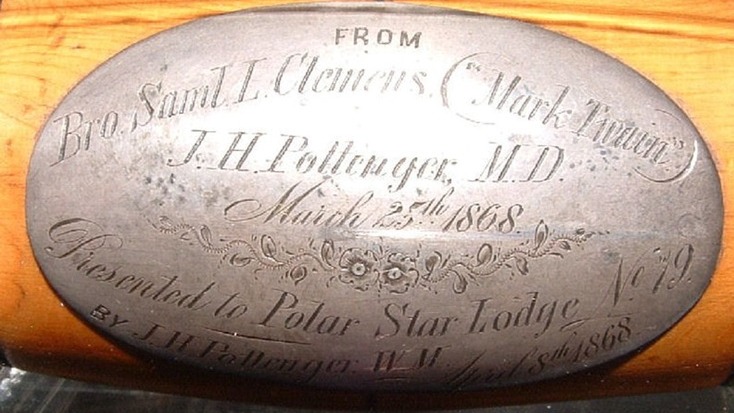 FROM
Bro. Saml. L. Clemens. ("Mark Twain")
J. H. Pottenger, M.D.
March 25th 1868
Presented to Polar Star Lodge No 79.
BY J. H. Pottenger, W. M. April 8th 1868